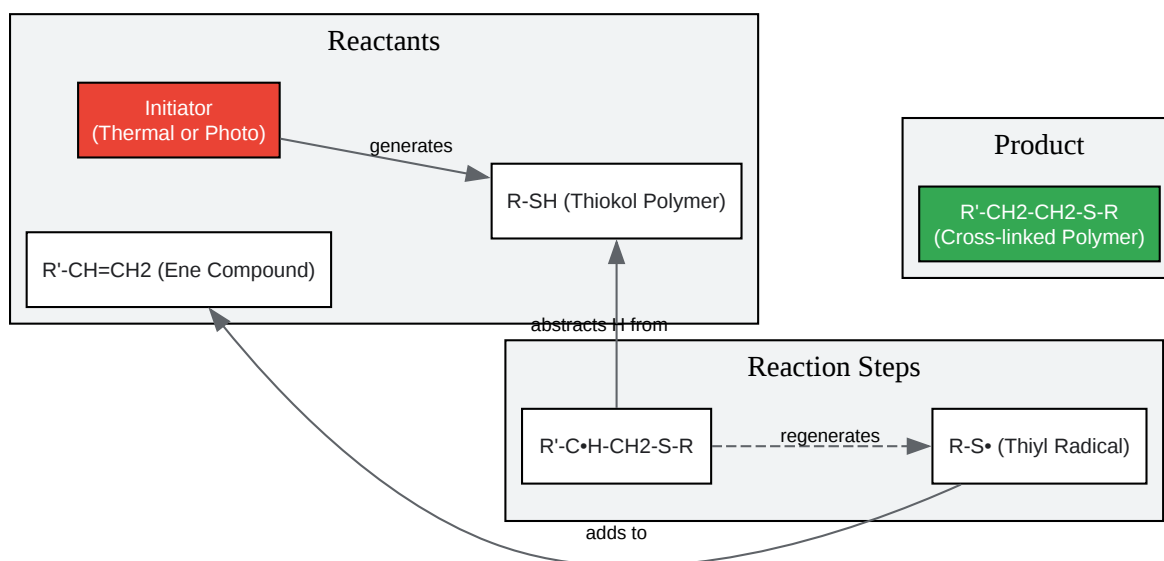 Reactants
Initiator
(Thermal or Photo)
generates
R-SH (Thiokol Polymer)
R'-CH=CH2 (Ene Compound)
Product
R'-CH2-CH2-S-R
(Cross-linked Polymer)
abstracts H from
Reaction Steps
R'-C•H-CH2-S-R
regenerates
R-S• (Thiyl Radical)
adds to